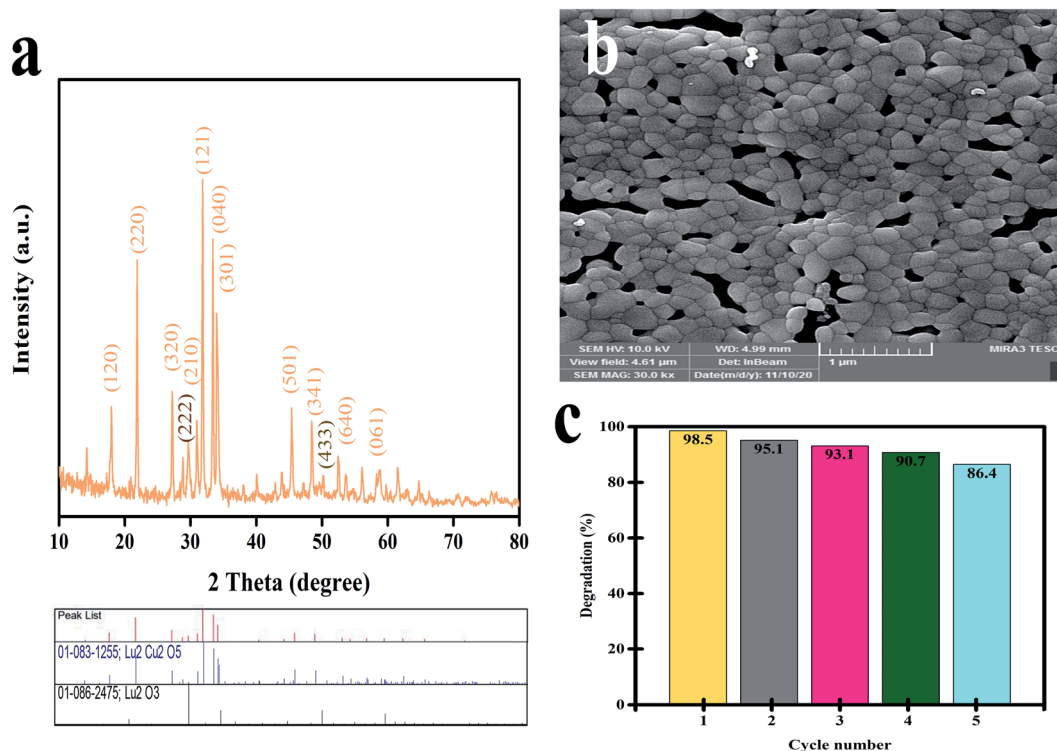 a
Intensity (a.u.)
(120)
(220)
(320)
(222)
(210)
(121)
(040)
(301)
(501)
(341)
(433)
(640)
(061)
10 20 30 40 50 60 70 80
2 Theta (degree)
Peak List
01-083-1255; Lu2 Cu2 O5
01-086-2475; Lu2 O3
b
SEM HV: 10.0 kV WD: 4.99 mm MIRA3 TESC
View field: 4.61 μm Det: InBeam 1 μm
SEM MAG: 30.0 kx Date(m/d/y): 11/10/20
c
Degradation (%)
100
80
60
40
20
0
98.5
95.1
93.1
90.7
86.4
1 2 3 4 5
Cycle number